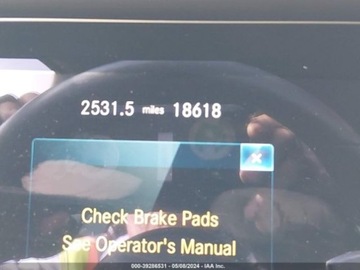 2531.5 miles 18618
Check Brake Pads
See Operator's Manual
000-39286531 - 05/08/2024 - IAA Inc.